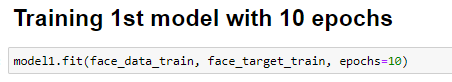 Training 1st model with 10 epochs
model1.fit(face_data_train, face_target_train, epochs=10)